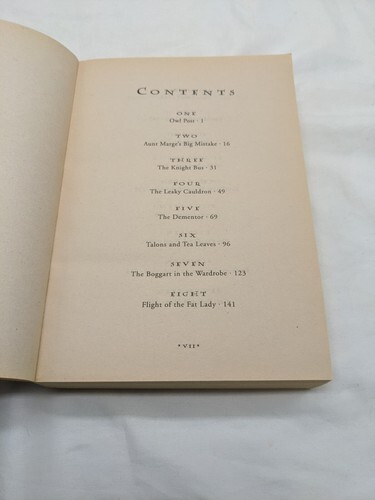 CONTENTS
ONE
Owl Post · 1
TWO
Aunt Marge's Big Mistake · 16
THREE
The Knight Bus · 31
FOUR
The Leaky Cauldron · 49
FIVE
The Dementor · 69
SIX
Talons and Tea Leaves · 96
SEVEN
The Boggart in the Wardrobe · 123
EIGHT
Flight of the Fat Lady · 141
• VII •